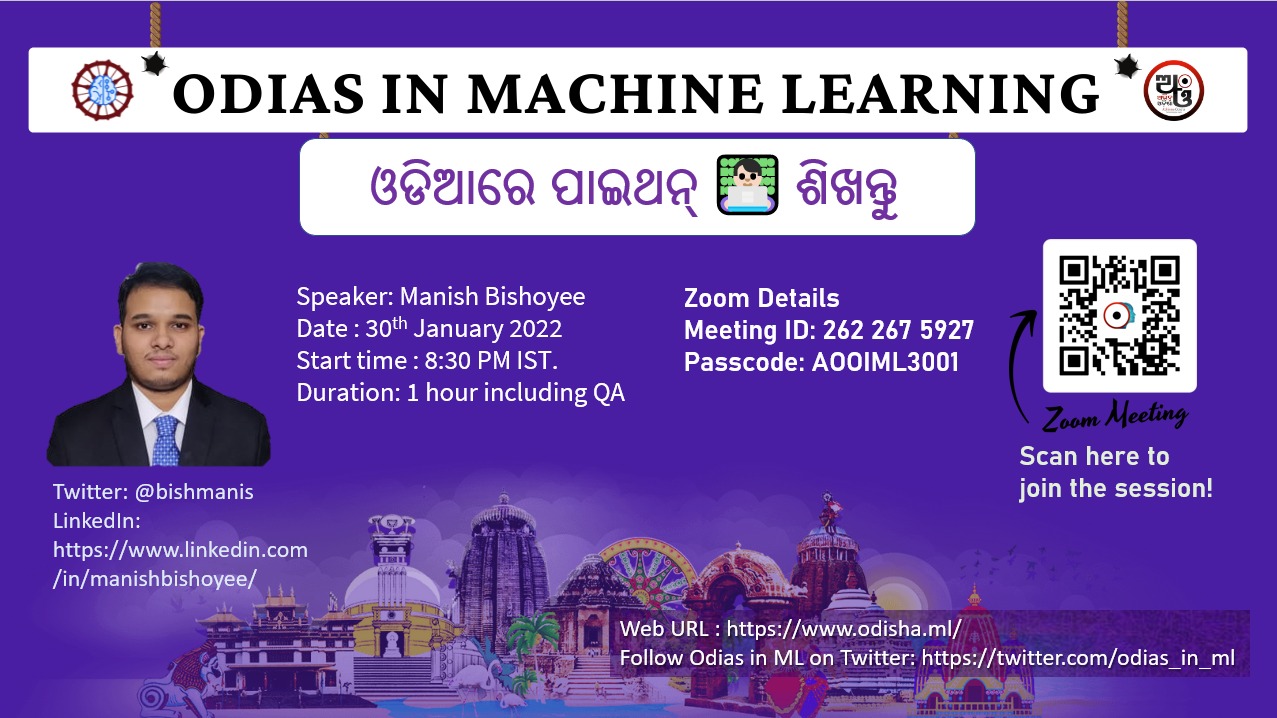 ODIAS IN MACHINE LEARNING
ଓଡିଆରେ ପାଇଥନ୍ ଶିଖନ୍ତୁ
Speaker: Manish Bishoyee
Date : 30th January 2022
Start time : 8:30 PM IST.
Duration: 1 hour including QA
Zoom Details
Meeting ID: 262 267 5927
Passcode: AOOIML3001
Zoom Meeting
Scan here to
join the session!
Twitter: @bishmanis
LinkedIn:
https://www.linkedin.com
/in/manishbishoyee/
Web URL : https://www.odisha.ml/
Follow Odias in ML on Twitter: https://twitter.com/odias_in_ml